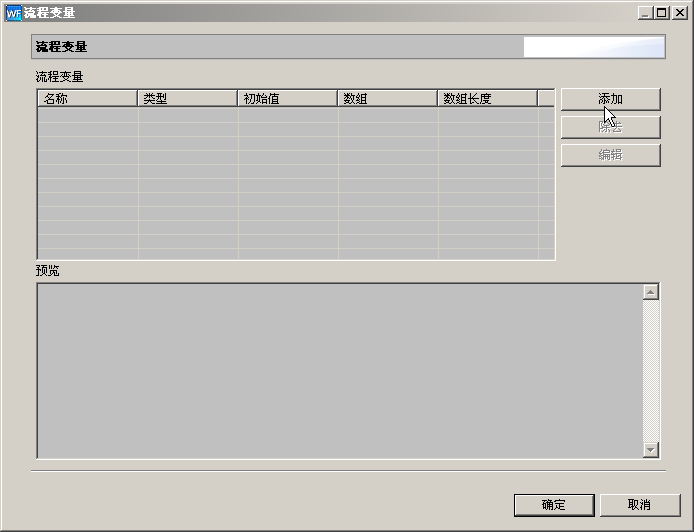 WF 流程变量
流程变量
流程变量
名称 类型 初始值 数组 数组长度
添加
除去
编辑
预览
确定 取消